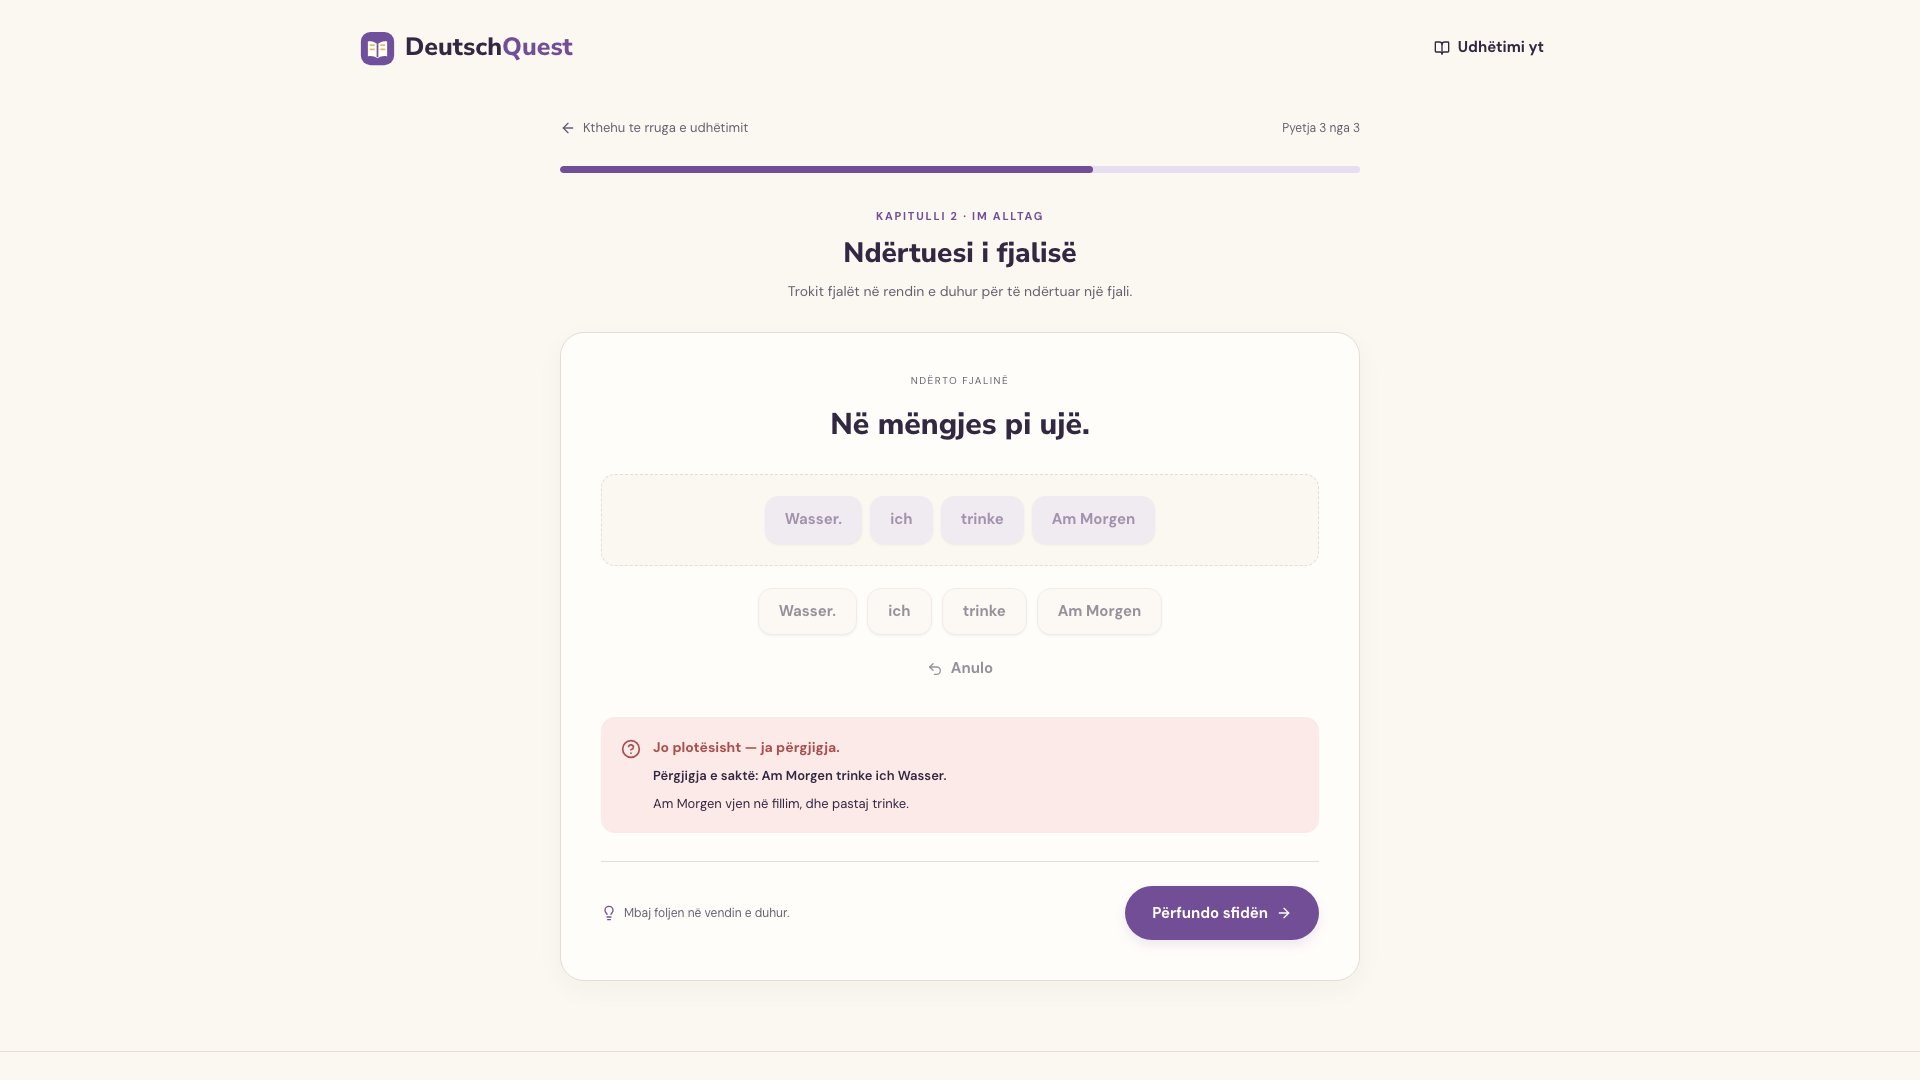 DeutschQuest
Udhëtimi yt
Kthehu te rruga e udhëtimit
Pyetja 3 nga 3
KAPITULLI 2 · IM ALLTAG
Ndërtuesi i fjalisë
Trokit fjalët në rendin e duhur për të ndërtuar një fjali.
NDËRTO FJALINË
Në mëngjes pi ujë.
Wasser. ich trinke Am Morgen
Wasser. ich trinke Am Morgen
Anulo
Jo plotësisht — ja përgjigja.
Përgjigja e saktë: Am Morgen trinke ich Wasser.
Am Morgen vjen në fillim, dhe pastaj trinke.
Mbaj foljen në vendin e duhur.
Përfundo sfidën